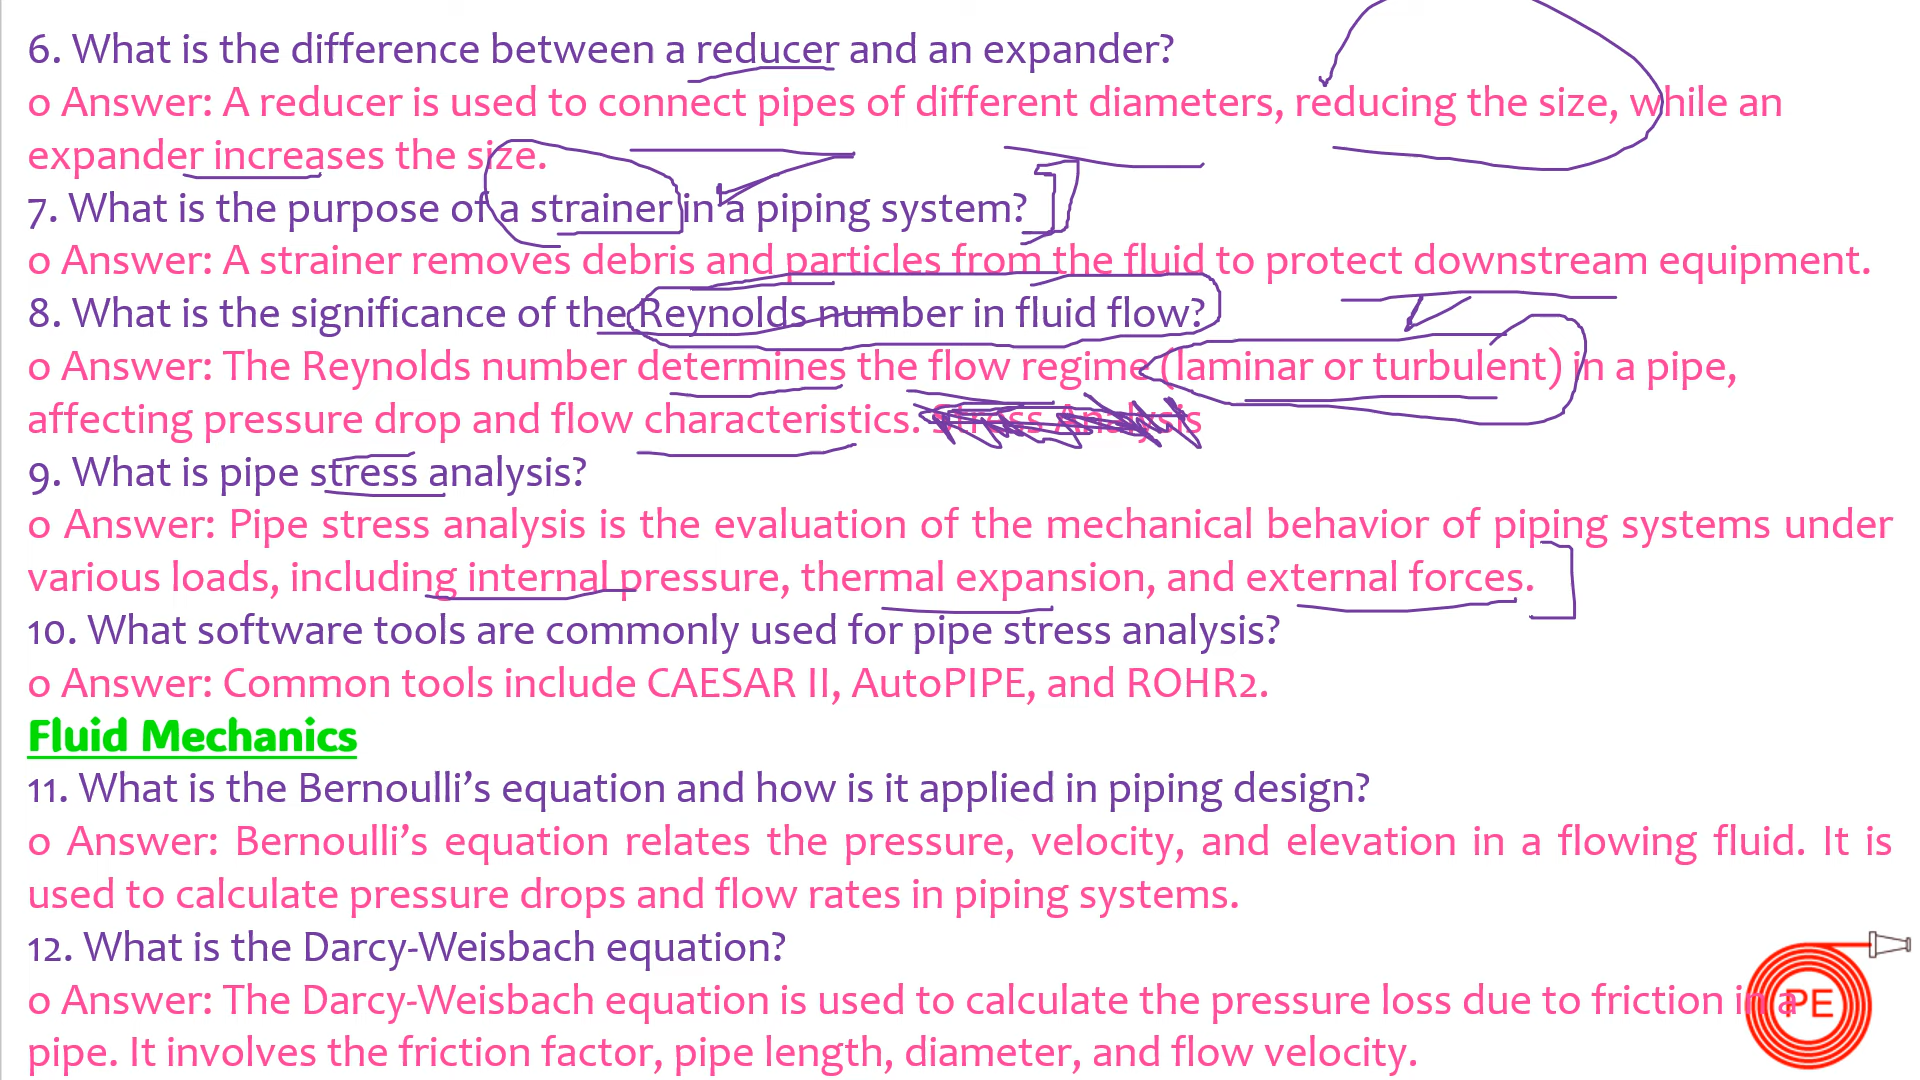 6. What is the difference between a reducer and an expander?
o Answer: A reducer is used to connect pipes of different diameters, reducing the size, while an
expander increases the size.
7. What is the purpose of a strainer in a piping system?
o Answer: A strainer removes debris and particles from the fluid to protect downstream equipment.
8. What is the significance of the Reynolds number in fluid flow?
o Answer: The Reynolds number determines the flow regime (laminar or turbulent) in a pipe,
affecting pressure drop and flow characteristics. Stress Analysis
9. What is pipe stress analysis?
o Answer: Pipe stress analysis is the evaluation of the mechanical behavior of piping systems under
various loads, including internal pressure, thermal expansion, and external forces.
10. What software tools are commonly used for pipe stress analysis?
o Answer: Common tools include CAESAR II, AutoPIPE, and ROHR2.
Fluid Mechanics
11. What is the Bernoulli’s equation and how is it applied in piping design?
o Answer: Bernoulli’s equation relates the pressure, velocity, and elevation in a flowing fluid. It is
used to calculate pressure drops and flow rates in piping systems.
12. What is the Darcy-Weisbach equation?
o Answer: The Darcy-Weisbach equation is used to calculate the pressure loss due to friction in a
pipe. It involves the friction factor, pipe length, diameter, and flow velocity.
PE